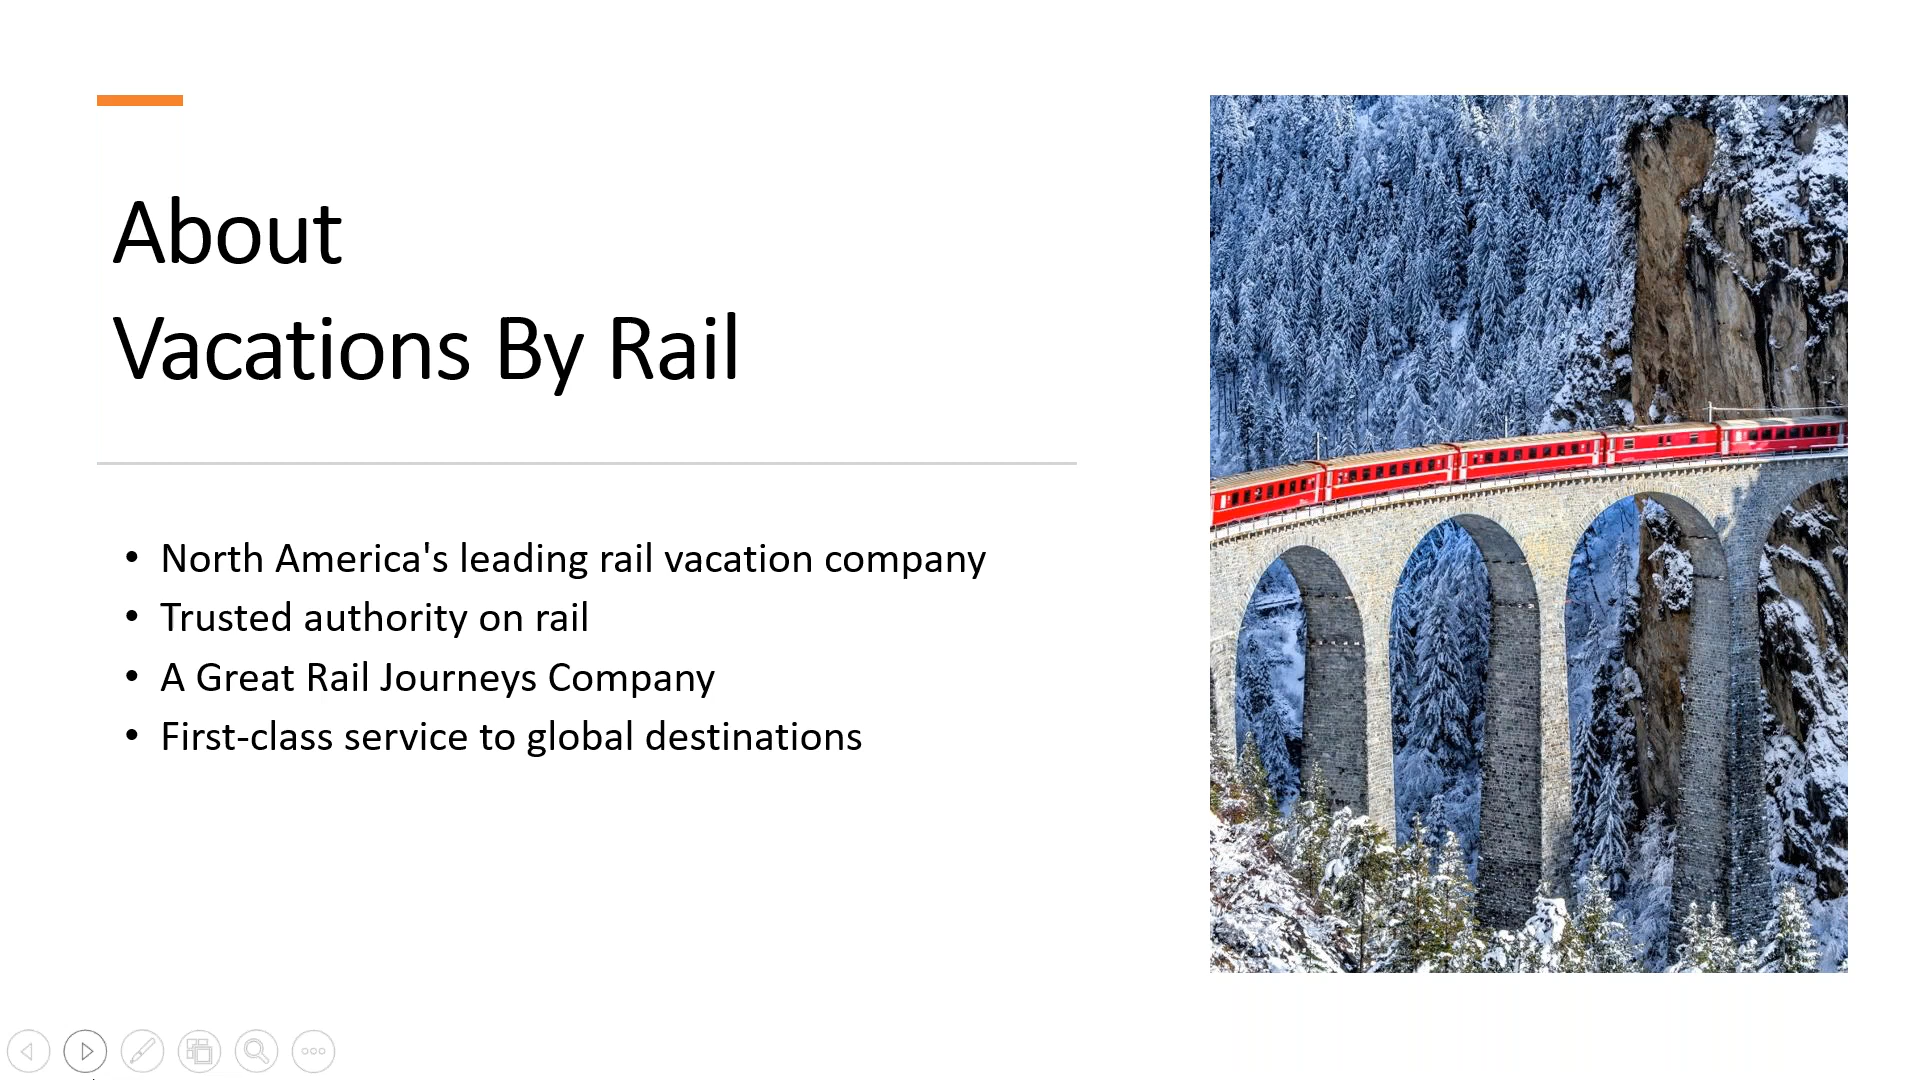 About
Vacations By Rail
• North America's leading rail vacation company
• Trusted authority on rail
• A Great Rail Journeys Company
• First-class service to global destinations